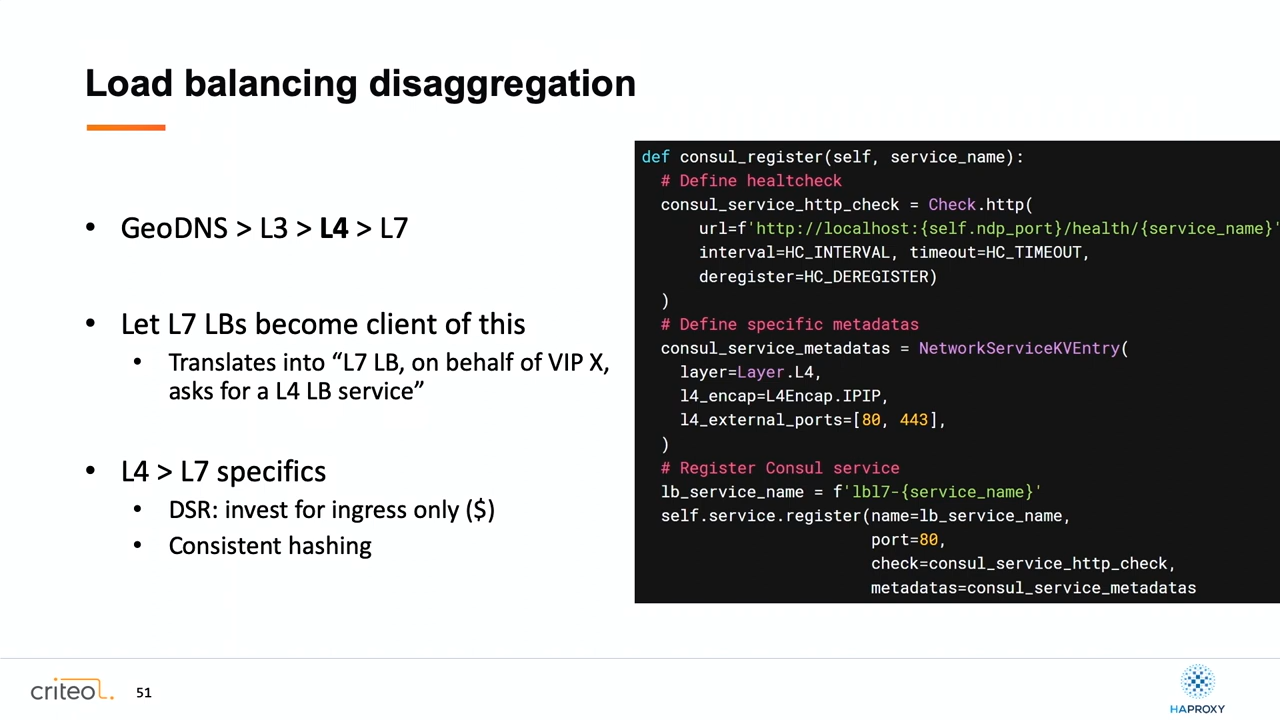 Load balancing disaggregation
• GeoDNS > L3 > L4 > L7
• Let L7 LBs become client of this
• Translates into “L7 LB, on behalf of VIP X,
asks for a L4 LB service”
• L4 > L7 specifics
• DSR: invest for ingress only ($)
• Consistent hashing
def consul_register(self, service_name):
# Define healtcheck
consul_service_http_check = Check.http(
url=f'http://localhost:{self.ndp_port}/health/{service_name}'
interval=HC_INTERVAL, timeout=HC_TIMEOUT,
deregister=HC_DEREGISTER)
)
# Define specific metadatas
consul_service_metadatas = NetworkServiceKVEntry(
layer=Layer.L4,
l4_encap=L4Encap.IPIP,
l4_external_ports=[80, 443],
)
# Register Consul service
lb_service_name = f'lbl7-{service_name}'
self.service.register(name=lb_service_name,
port=80,
check=consul_service_http_check,
metadatas=consul_service_metadatas
criteo
51
HAPROXY